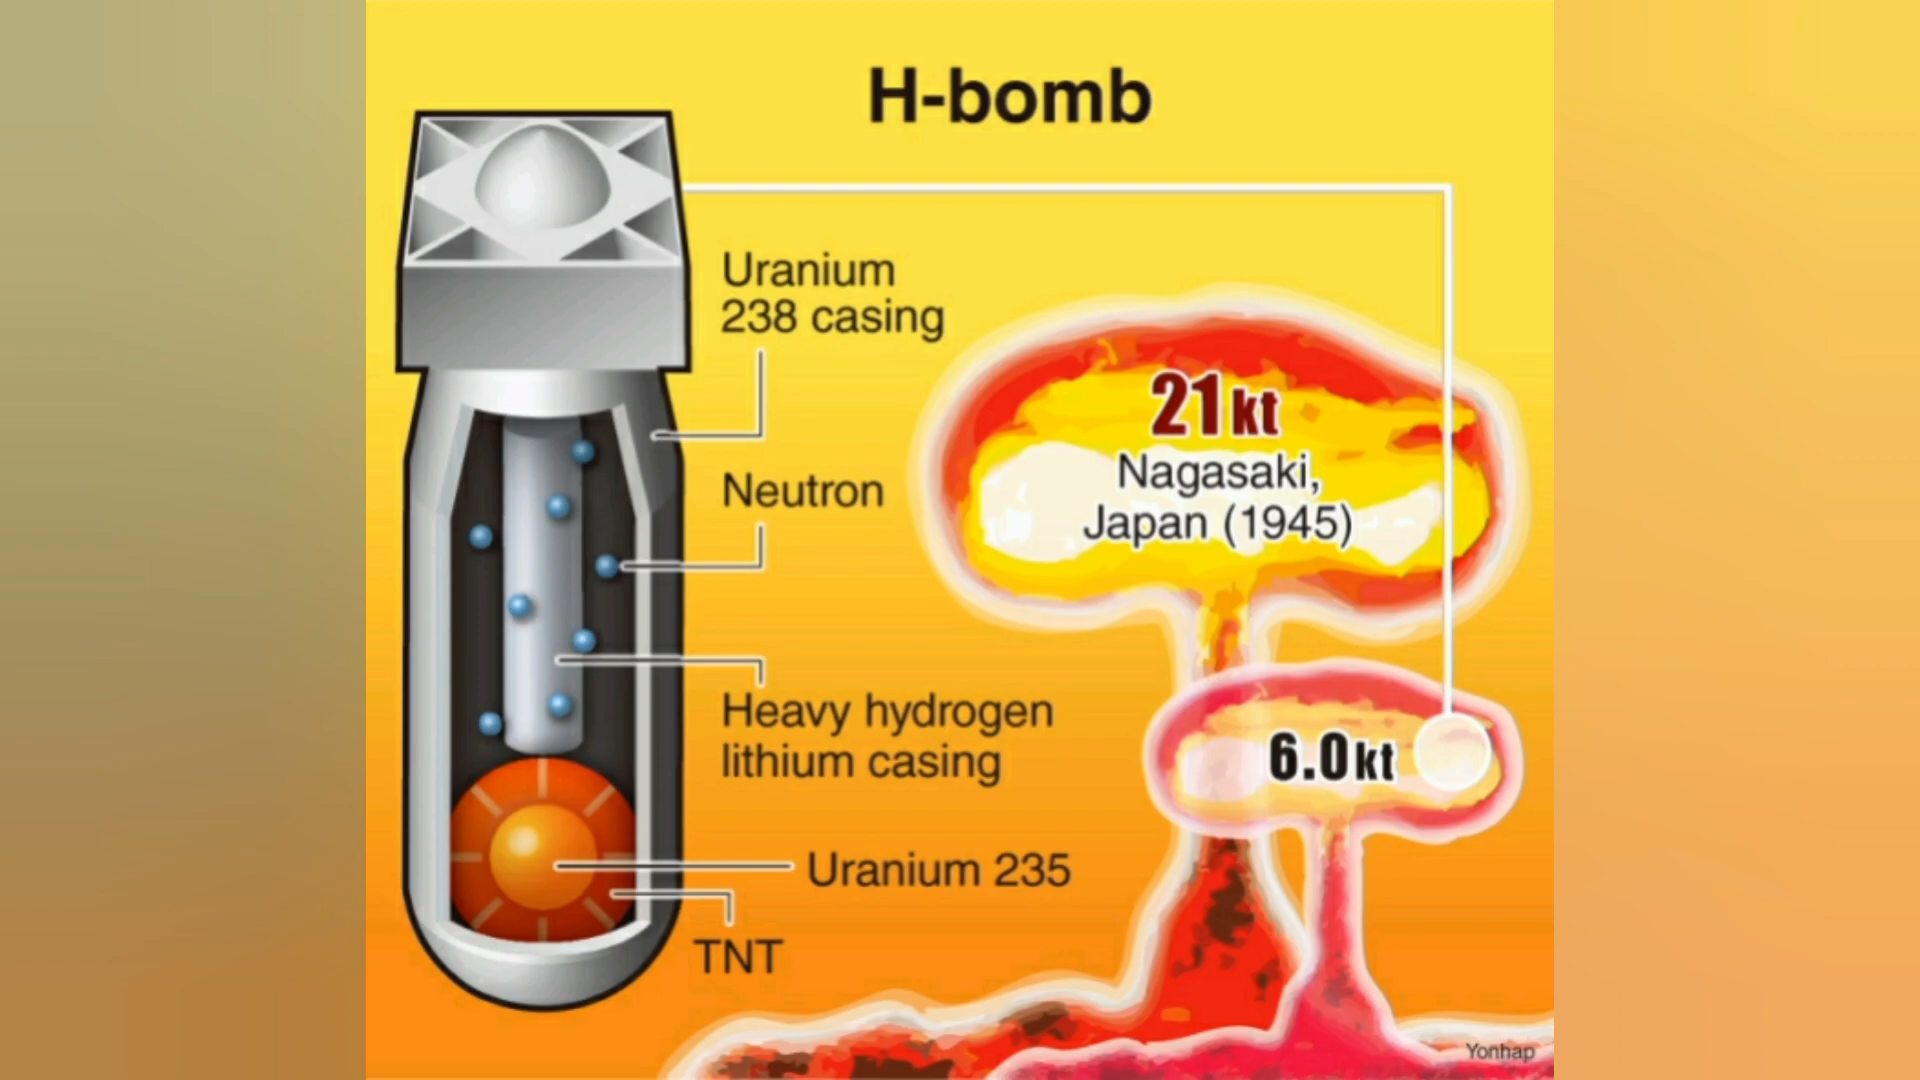 H-bomb
Uranium
238 casing
Neutron
Heavy hydrogen
lithium casing
Uranium 235
TNT
21kt
Nagasaki,
Japan (1945)
6.0kt
Yonhap